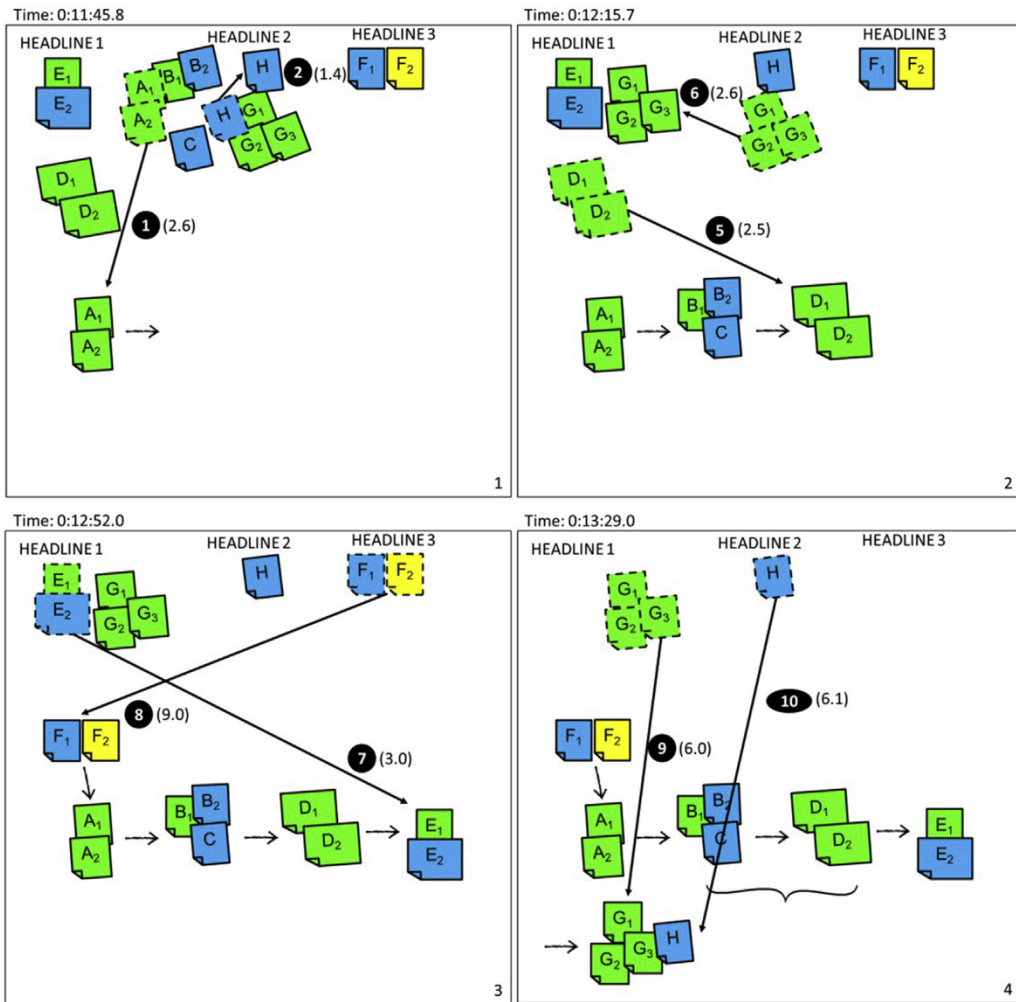 Time: 0:11:45.8
HEADLINE 1
HEADLINE 2
HEADLINE 3
E1
E2
A1
A2
B1
B2
H
2 (1.4)
F1
F2
H
G1
G2
G3
C
D1
D2
1 (2.6)
A1
A2
1
Time: 0:12:15.7
HEADLINE 1
HEADLINE 2
HEADLINE 3
E1
E2
G1
G2
G3
6 (2.6)
H
G1
G2
G3
F1
F2
D1
D2
5 (2.5)
A1
A2
B1
B2
C
D1
D2
2
Time: 0:12:52.0
HEADLINE 1
HEADLINE 2
HEADLINE 3
E1
E2
G1
G2
G3
H
F1
F2
8 (9.0)
7 (3.0)
F1
F2
A1
A2
B1
B2
C
D1
D2
E1
E2
3
Time: 0:13:29.0
HEADLINE 1
HEADLINE 2
HEADLINE 3
G1
G2
G3
H
10 (6.1)
9 (6.0)
F1
F2
A1
A2
B1
B2
C
D1
D2
E1
E2
G1
G2
G3
H
4